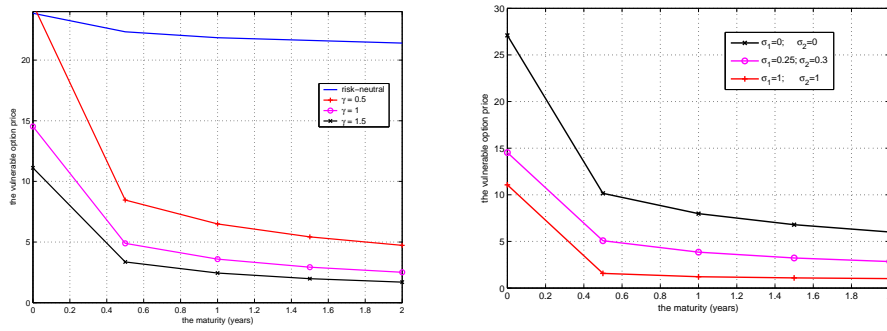 the vulnerable option price
20
15
10
5
0
risk−neutral
γ = 0.5
γ = 1
γ = 1.5
0 0.2 0.4 0.6 0.8 1.0 1.2 1.4 1.6 1.8 2
the maturity (years)
the vulnerable option price
30
25
20
15
10
5
0
σ1=0; σ2=0
σ1=0.25; σ2=0.3
σ1=1; σ2=1
0 0.2 0.4 0.6 0.8 1.0 1.2 1.4 1.6 1.8
the maturity (years)